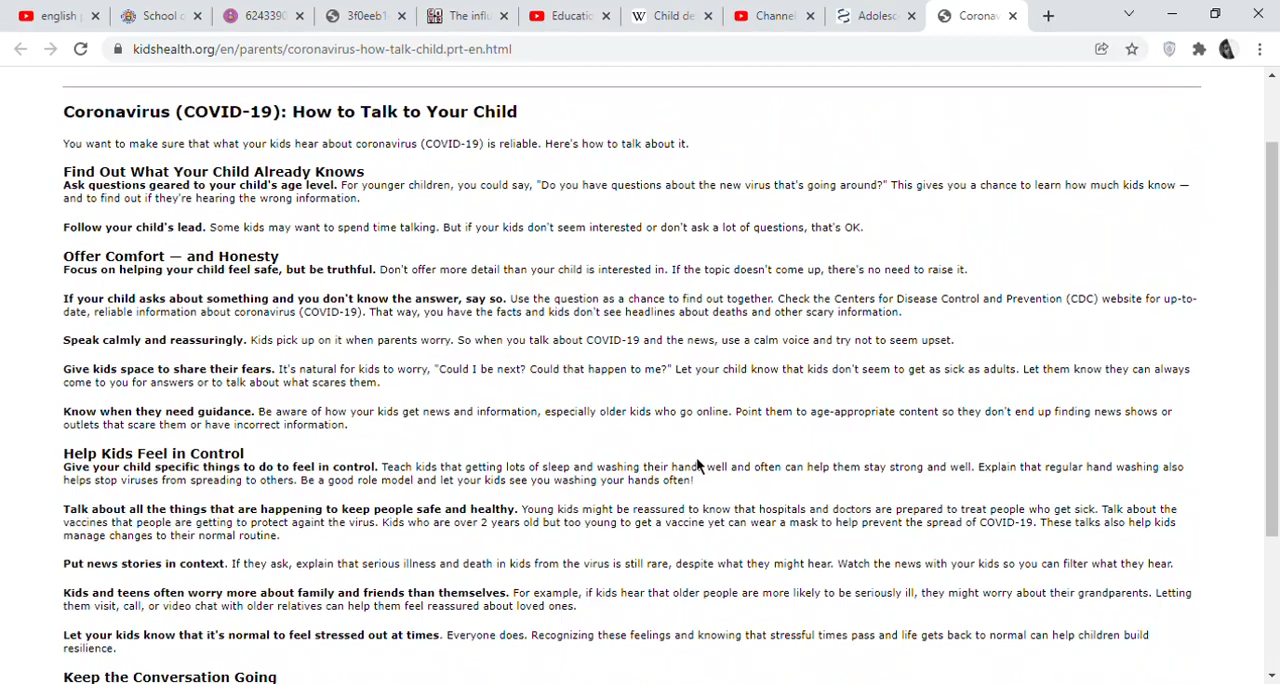 english
School o
6243390
3f0eeb1
The influ
Educatio
Child de
Channel
Adolesc
Coronav
kidshealth.org/en/parents/coronavirus-how-talk-child.prt-en.html
Coronavirus (COVID-19): How to Talk to Your Child
You want to make sure that what your kids hear about coronavirus (COVID-19) is reliable. Here's how to talk about it.
Find Out What Your Child Already Knows
Ask questions geared to your child's age level. For younger children, you could say, "Do you have questions about the new virus that's going around?" This gives you a chance to learn how much kids know —
and to find out if they're hearing the wrong information.
Follow your child's lead. Some kids may want to spend time talking. But if your kids don't seem interested or don't ask a lot of questions, that's OK.
Offer Comfort — and Honesty
Focus on helping your child feel safe, but be truthful. Don't offer more detail than your child is interested in. If the topic doesn't come up, there's no need to raise it.
If your child asks about something and you don't know the answer, say so. Use the question as a chance to find out together. Check the Centers for Disease Control and Prevention (CDC) website for up-to-
date, reliable information about coronavirus (COVID-19). That way, you have the facts and kids don't see headlines about deaths and other scary information.
Speak calmly and reassuringly. Kids pick up on it when parents worry. So when you talk about COVID-19 and the news, use a calm voice and try not to seem upset.
Give kids space to share their fears. It's natural for kids to worry, "Could I be next? Could that happen to me?" Let your child know that kids don't seem to get as sick as adults. Let them know they can always
come to you for answers or to talk about what scares them.
Know when they need guidance. Be aware of how your kids get news and information, especially older kids who go online. Point them to age-appropriate content so they don't end up finding news shows or
outlets that scare them or have incorrect information.
Help Kids Feel in Control
Give your child specific things to do to feel in control. Teach kids that getting lots of sleep and washing their hands well and often can help them stay strong and well. Explain that regular hand washing also
helps stop viruses from spreading to others. Be a good role model and let your kids see you washing your hands often!
Talk about all the things that are happening to keep people safe and healthy. Young kids might be reassured to know that hospitals and doctors are prepared to treat people who get sick. Talk about the
vaccines that people are getting to protect againt the virus. Kids who are over 2 years old but too young to get a vaccine yet can wear a mask to help prevent the spread of COVID-19. These talks also help kids
manage changes to their normal routine.
Put news stories in context. If they ask, explain that serious illness and death in kids from the virus is still rare, despite what they might hear. Watch the news with your kids so you can filter what they hear.
Kids and teens often worry more about family and friends than themselves. For example, if kids hear that older people are more likely to be seriously ill, they might worry about their grandparents. Letting
them visit, call, or video chat with older relatives can help them feel reassured about loved ones.
Let your kids know that it's normal to feel stressed out at times. Everyone does. Recognizing these feelings and knowing that stressful times pass and life gets back to normal can help children build
resilience.
Keep the Conversation Going